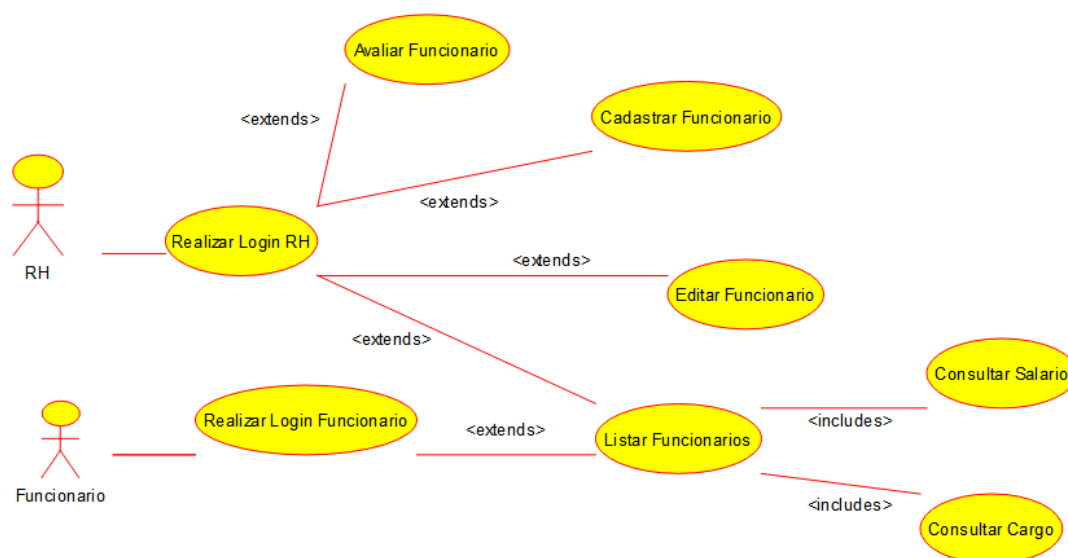 Avaliar Funcionario
<extends>
Cadastrar Funcionario
<extends>
Realizar Login RH
RH
<extends>
Editar Funcionario
<extends>
Consultar Salario
Realizar Login Funcionario
<extends>
Listar Funcionarios
<includes>
Funcionario
<includes>
Consultar Cargo